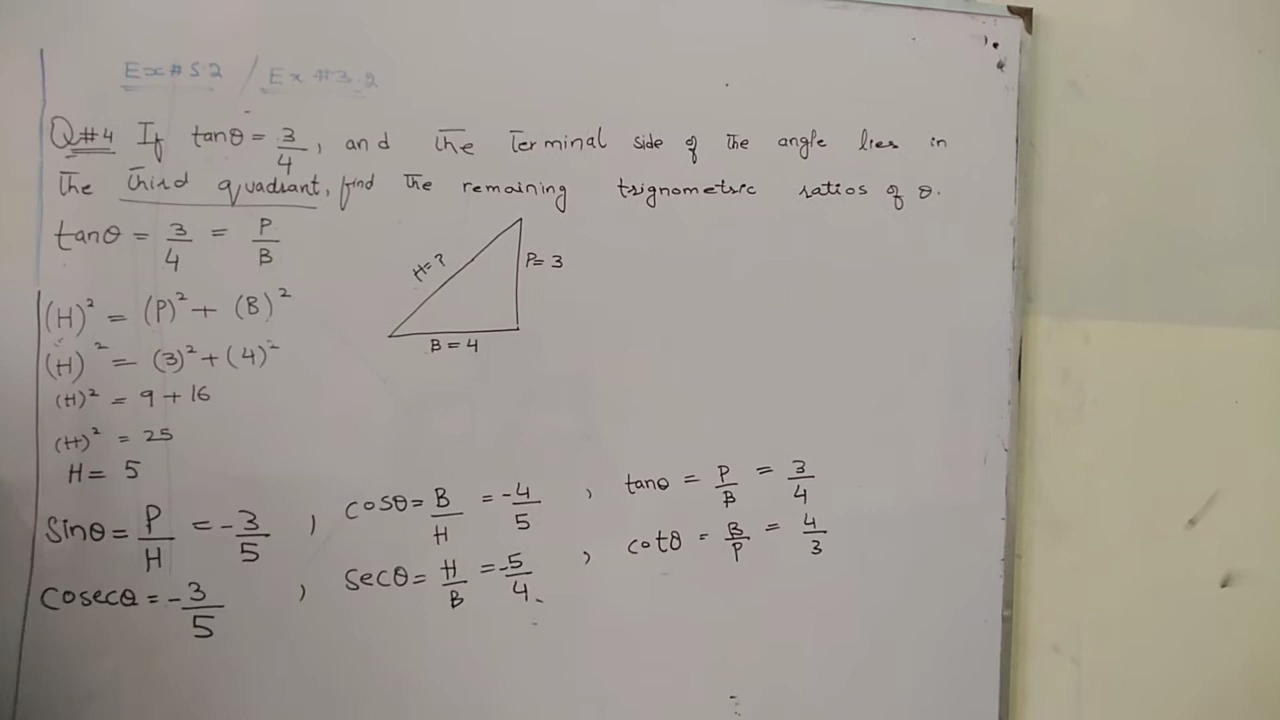 Ex # 5.2 / Ex # 3.2
Q#4 If tanθ = 3/4, and the terminal side of the angle lies in
the third quadrant, find the remaining trignometric ratios of θ.
tanθ = 3/4 = P/B
H=?
P= 3
B = 4
(H)² = (P)² + (B)²
(H)² = (3)² + (4)²
(H)² = 9 + 16
(H)² = 25
H = 5
Sinθ = P/H = -3/5 , cosθ = B/H = -4/5 , tanθ = P/B = 3/4
cosecθ = -3/5 , secθ = H/B = -5/4 , cotθ = B/P = 4/3